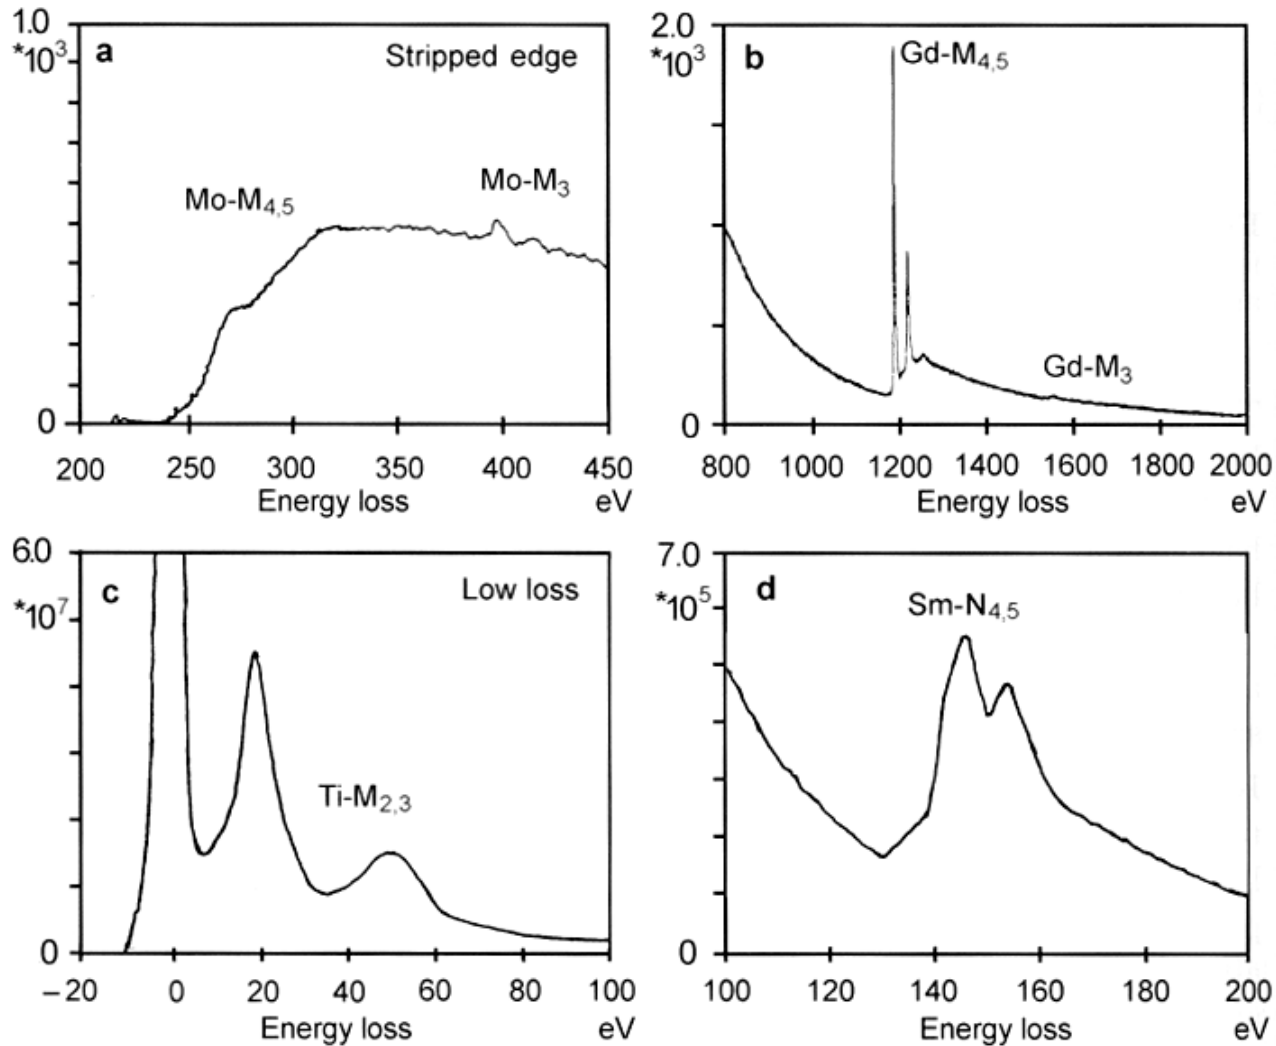 1.0
*10³
a
Stripped edge
Mo-M₄,₅
Mo-M₃
0
200 250 300 350 400 450
Energy loss eV
2.0
*10³
b
Gd-M₄,₅
Gd-M₃
0
800 1000 1200 1400 1600 1800 2000
Energy loss eV
6.0
*10⁷
c
Low loss
Ti-M₂,₃
0
−20 0 20 40 60 80 100
Energy loss eV
7.0
*10⁵
d
Sm-N₄,₅
0
100 120 140 160 180 200
Energy loss eV